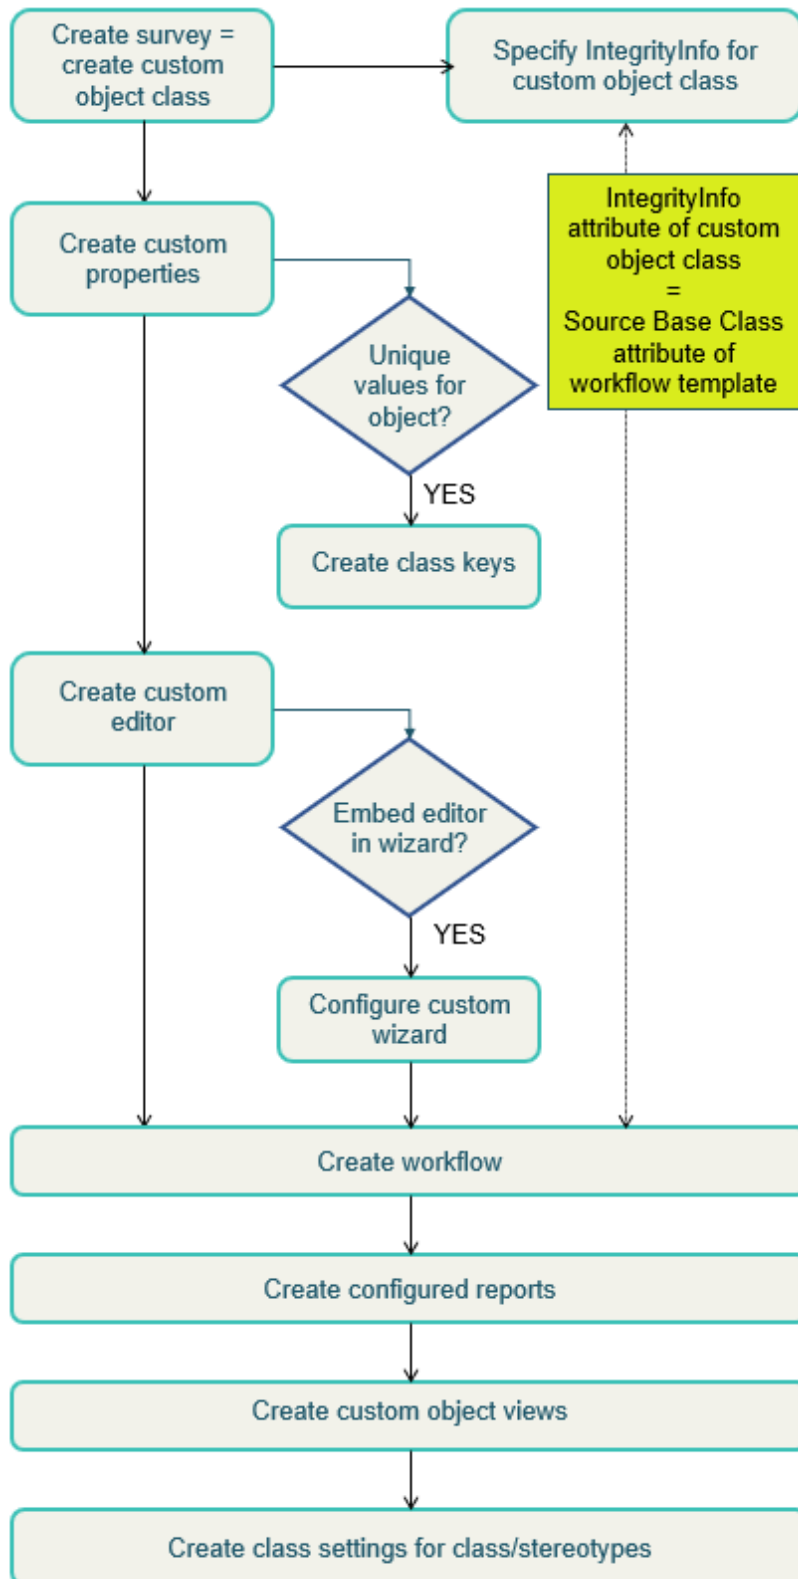 Create survey =
create custom
object class
Specify IntegrityInfo for
custom object class
IntegrityInfo
attribute of custom
object class
=
Source Base Class
attribute of
workflow template
Create custom
properties
Unique
values for
object?
YES
Create class keys
Create custom
editor
Embed editor
in wizard?
YES
Configure custom
wizard
Create workflow
Create configured reports
Create custom object views
Create class settings for class/stereotypes